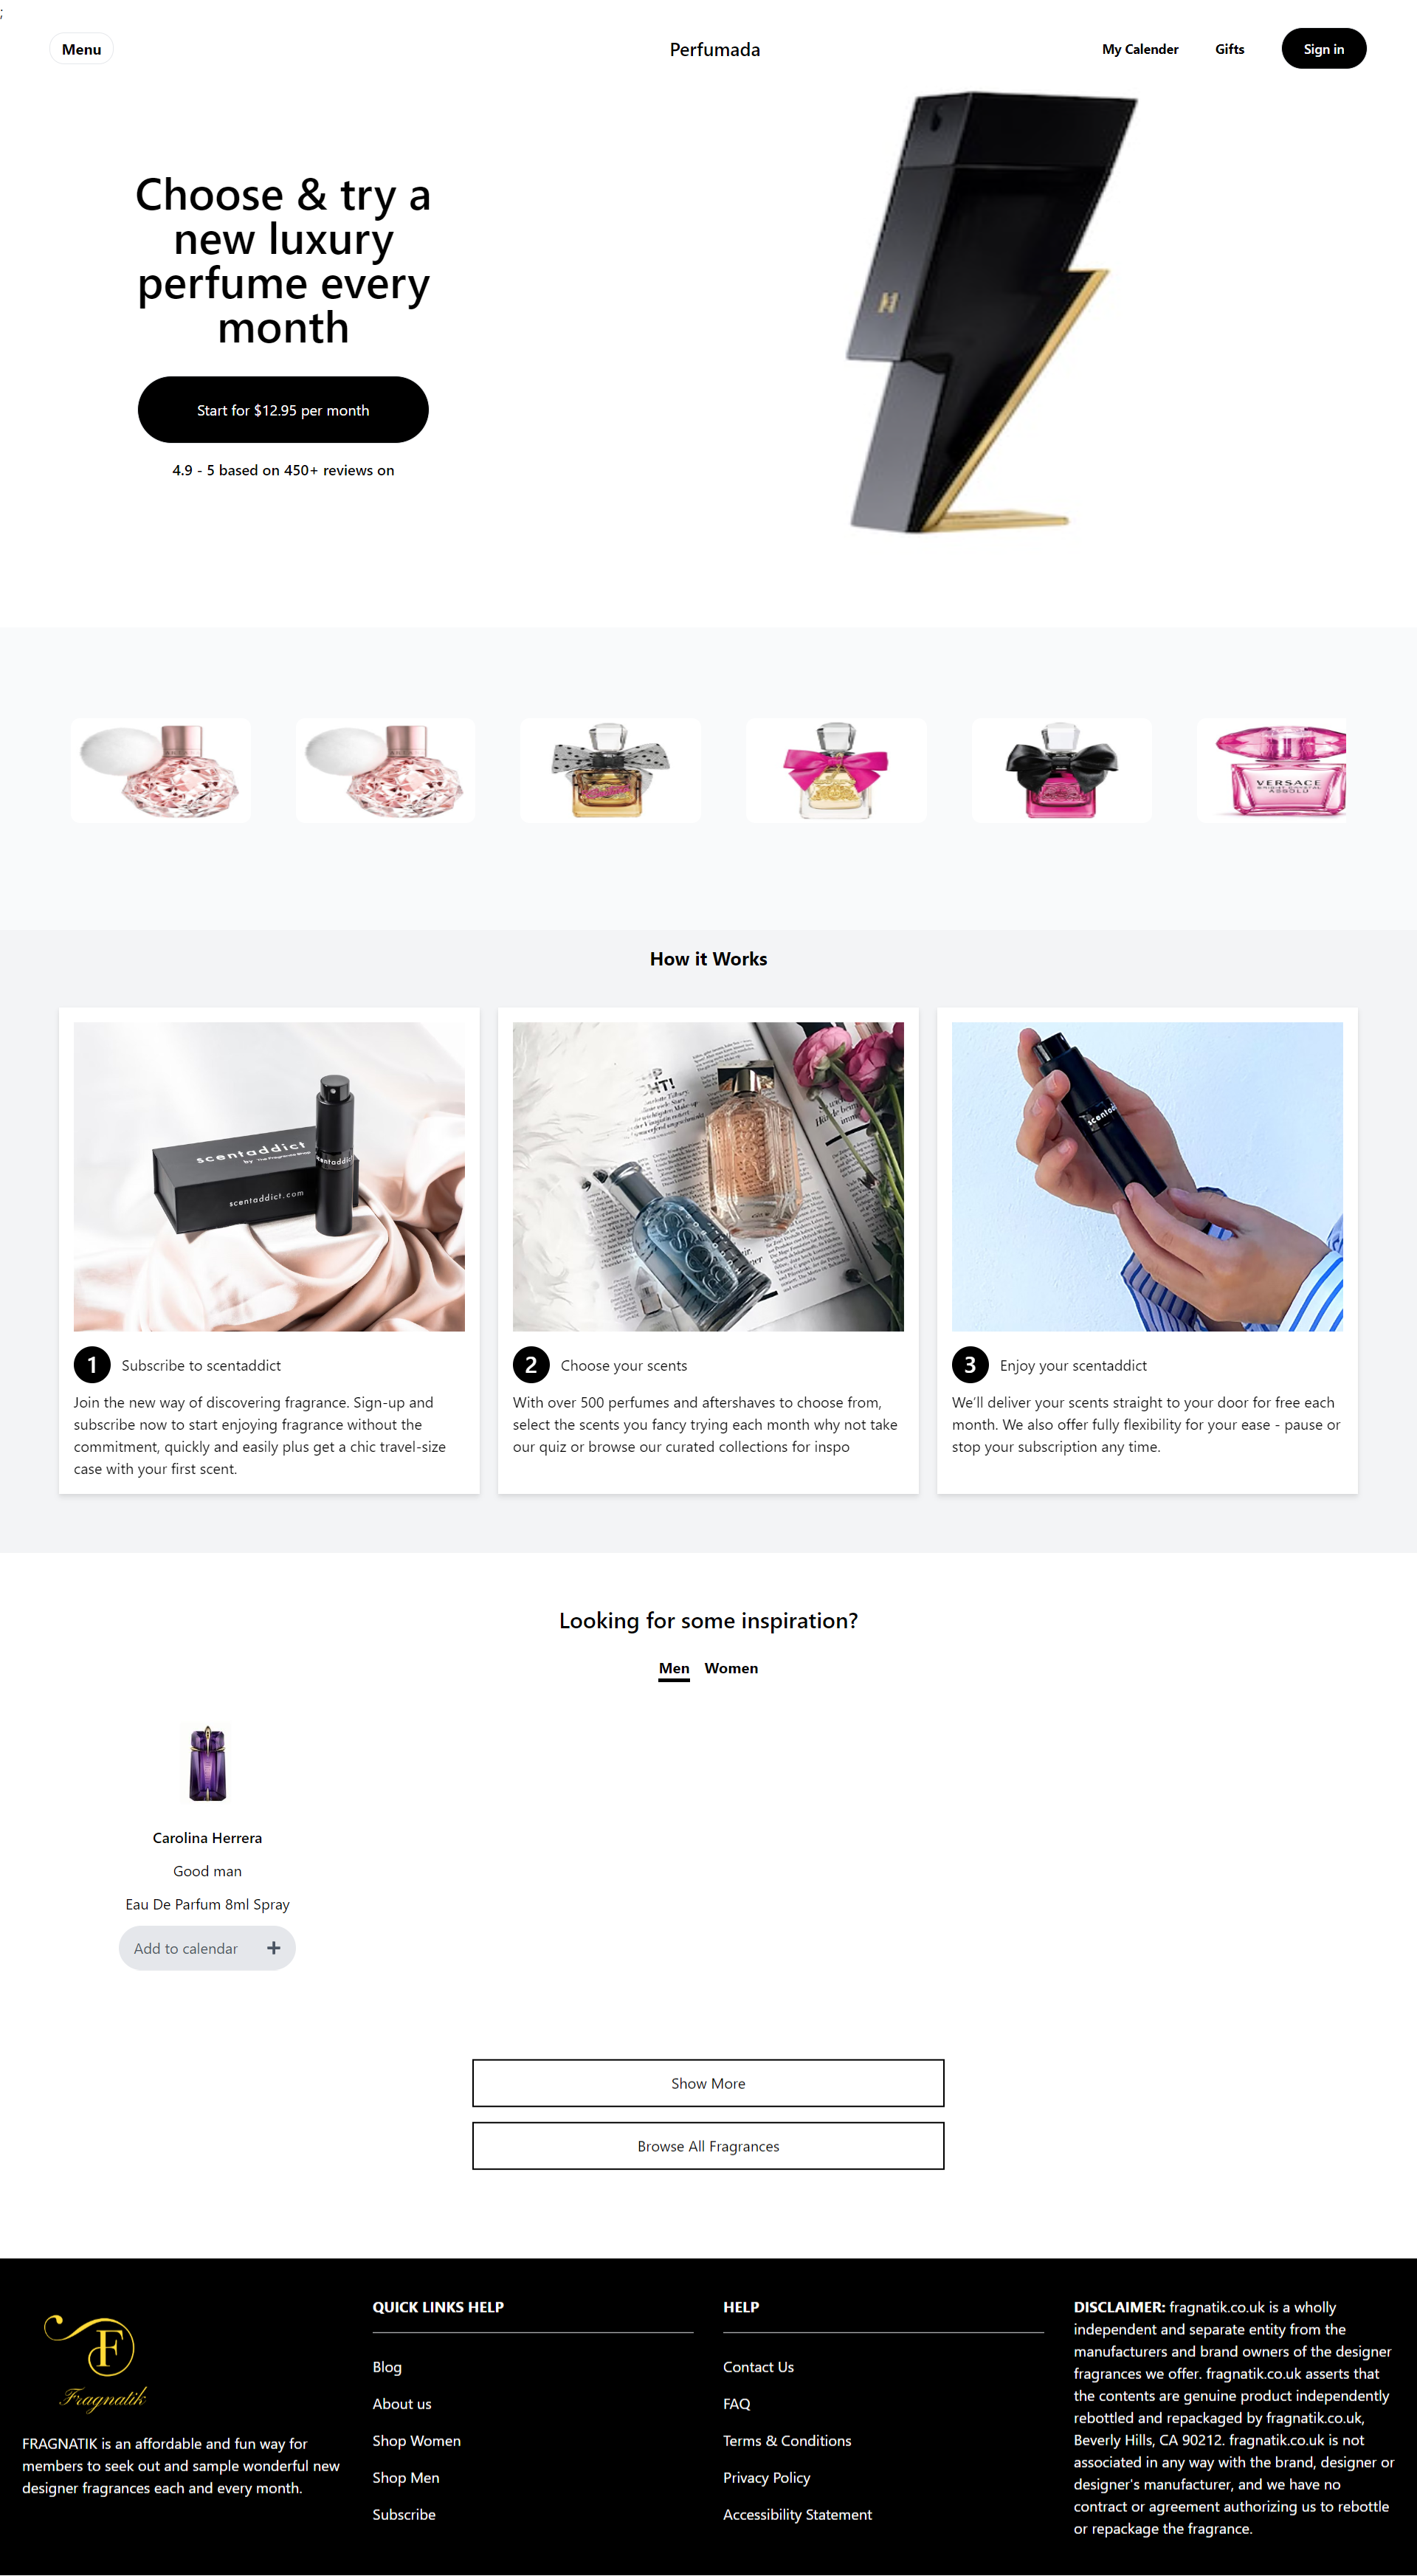 ;
Menu
Perfumada
My Calender
Gifts
Sign in
Choose & try a
new luxury
perfume every
month
Start for $12.95 per month
4.9 - 5 based on 450+ reviews on
VERSACE
BRIGHT CRYSTAL
ABSOLU
How it Works
scentaddict
by The Fragrance Shop
scentaddict.com
scentaddict
HT!
BOSS
scentad
1
Subscribe to scentaddict
Join the new way of discovering fragrance. Sign-up and
subscribe now to start enjoying fragrance without the
commitment, quickly and easily plus get a chic travel-size
case with your first scent.
2
Choose your scents
With over 500 perfumes and aftershaves to choose from,
select the scents you fancy trying each month why not take
our quiz or browse our curated collections for inspo
3
Enjoy your scentaddict
We'll deliver your scents straight to your door for free each
month. We also offer fully flexibility for your ease - pause or
stop your subscription any time.
Looking for some inspiration?
Men
Women
Carolina Herrera
Good man
Eau De Parfum 8ml Spray
Add to calendar +
Show More
Browse All Fragrances
F
Fragnatik
FRAGNATIK is an affordable and fun way for
members to seek out and sample wonderful new
designer fragrances each and every month.
QUICK LINKS HELP
Blog
About us
Shop Women
Shop Men
Subscribe
HELP
Contact Us
FAQ
Terms & Conditions
Privacy Policy
Accessibility Statement
DISCLAIMER: fragnatik.co.uk is a wholly
independent and separate entity from the
manufacturers and brand owners of the designer
fragrances we offer. fragnatik.co.uk asserts that
the contents are genuine product independently
rebottled and repackaged by fragnatik.co.uk,
Beverly Hills, CA 90212. fragnatik.co.uk is not
associated in any way with the brand, designer or
designer's manufacturer, and we have no
contract or agreement authorizing us to rebottle
or repackage the fragrance.